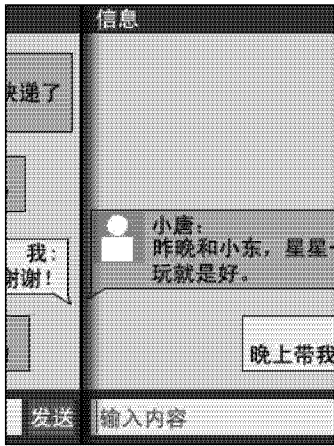 信息
快递了
我:
谢谢!
小唐:
昨晚和小东,星星一
玩就是好。
晚上带我
发送
输入内容